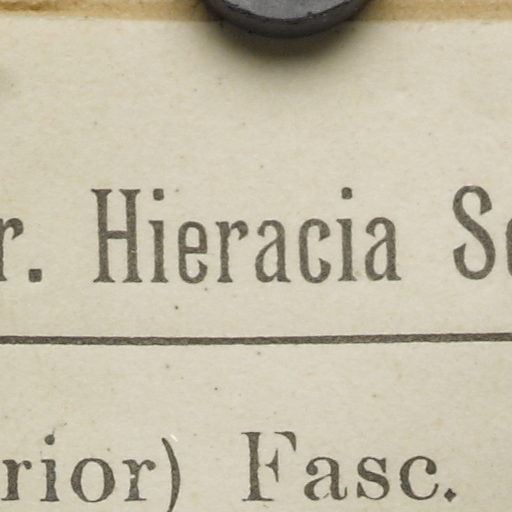 r. Hieracia S
rior) Fasc.